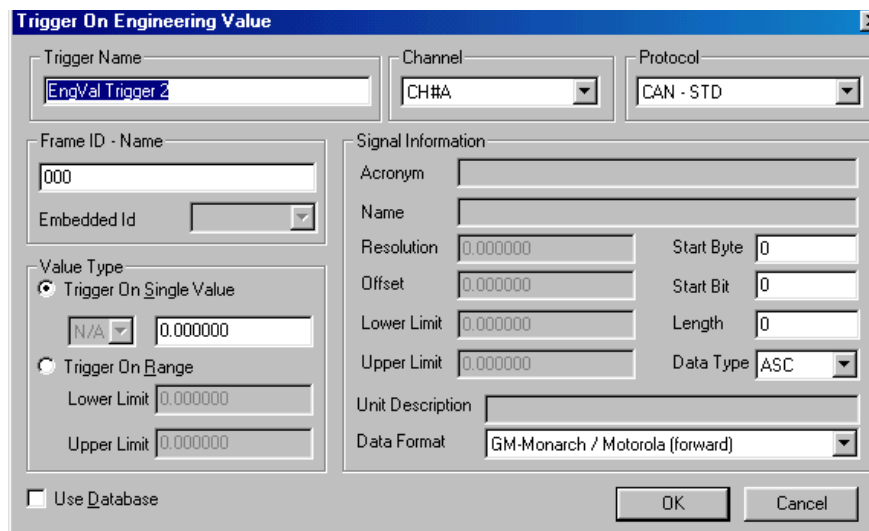 Trigger On Engineering Value
Trigger Name
EngVal Trigger 2
Channel
CH#A
Protocol
CAN - STD
Frame ID - Name
000
Embedded Id
Value Type
Trigger On Single Value
N/A
0.000000
Trigger On Range
Lower Limit 0.000000
Upper Limit 0.000000
Signal Information
Acronym
Name
Resolution 0.000000
Start Byte 0
Offset 0.000000
Start Bit 0
Lower Limit 0.000000
Length 0
Upper Limit 0.000000
Data Type ASC
Unit Description
Data Format GM-Monarch / Motorola (forward)
Use Database
OK
Cancel